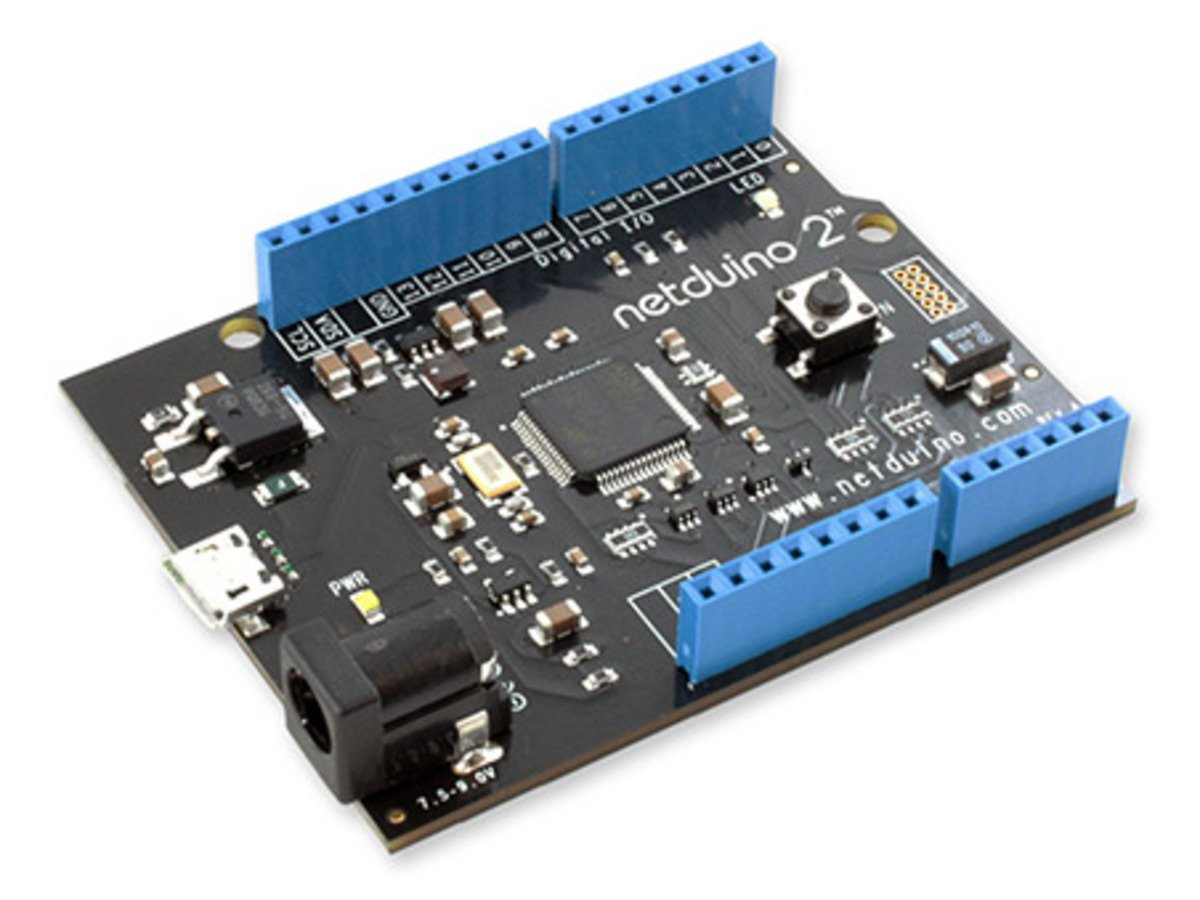 SCL SDA GND 13 12 11 10 9 8 7 6 5 4 3 2 1 0
Digital I/O
LED
netduino 2™
www.netduino.com
PWR
7.5-9.0V